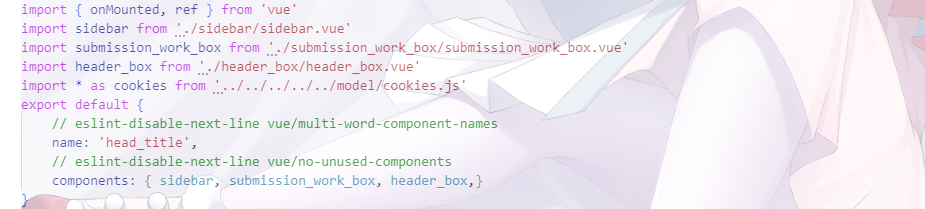 import { onMounted, ref } from 'vue'
import sidebar from './sidebar/sidebar.vue'
import submission_work_box from './submission_work_box/submission_work_box.vue'
import header_box from './header_box/header_box.vue'
import * as cookies from '../../../../../model/cookies.js'
export default {
    // eslint-disable-next-line vue/multi-word-component-names
    name: 'head_title',
    // eslint-disable-next-line vue/no-unused-components
    components: { sidebar, submission_work_box, header_box,}
}